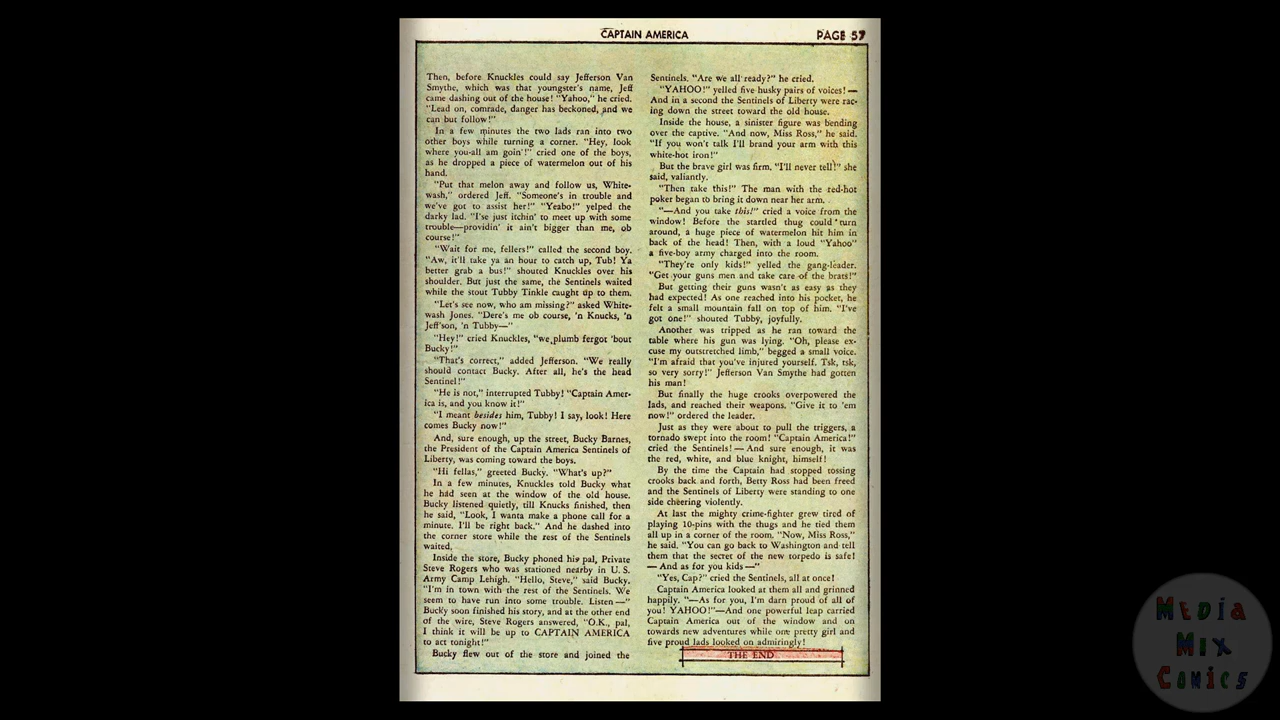 CAPTAIN AMERICA
PAGE 57
Then, before Knuckles could say Jefferson Van
Smythe, which was that youngster's name, Jeff
came dashing out of the house! "Yahoo," he cried.
"Lead on, comrade, danger has beckoned, and we
can but follow!"
In a few minutes the two lads ran into two
other boys while turning a corner. "Hey, look
where you-all am goin'!" cried one of the boys,
as he dropped a piece of watermelon out of his
hand.
"Put that melon away and follow us, White-
wash," ordered Jeff. "Someone's in trouble and
we've got to assist her!" "Yeabo!" yelped the
darky lad. "I'se just itchin' to meet up with some
trouble—providin' it ain't bigger than me, ob
course!"
"Wait for me, fellers!" called the second boy.
"Aw, it'll take ya an hour to catch up, Tub! Ya
better grab a bus!" shouted Knuckles over his
shoulder. But just the same, the Sentinels waited
while the stout Tubby Tinkle caught up to them.
"Let's see now, who am missing?" asked White-
wash Jones. "Dere's me ob course, 'n Knucks, 'n
Jeff'son, 'n Tubby—"
"Hey!" cried Knuckles, "we plumb fergot 'bout
Bucky!"
"That's correct," added Jefferson. "We really
should contact Bucky. After all, he's the head
Sentinel!"
"He is not," interrupted Tubby! "Captain Amer-
ica is, and you know it!"
"I meant besides him, Tubby! I say, look! Here
comes Bucky now!"
And, sure enough, up the street, Bucky Barnes,
the President of the Captain America Sentinels of
Liberty, was coming toward the boys.
"Hi fellas," greeted Bucky. "What's up?"
In a few minutes, Knuckles told Bucky what
he had seen at the window of the old house.
Bucky listened quietly, till Knucks finished, then
he said, "Look, I wanta make a phone call for a
minute. I'll be right back." And he dashed into
the corner store while the rest of the Sentinels
waited.
Inside the store, Bucky phoned his pal, Private
Steve Rogers who was stationed nearby in U. S.
Army Camp Lehigh. "Hello, Steve," said Bucky.
"I'm in town with the rest of the Sentinels. We
seem to have run into some trouble. Listen—"
Bucky soon finished his story, and at the other end
of the wire, Steve Rogers answered, "O.K., pal,
I think it will be up to CAPTAIN AMERICA
to act tonight!"
Bucky flew out of the store and joined the
Sentinels. "Are we all ready?" he cried.
"YAHOO!" yelled five husky pairs of voices! —
And in a second the Sentinels of Liberty were rac-
ing down the street toward the old house.
Inside the house, a sinister figure was bending
over the captive. "And now, Miss Ross," he said.
"If you won't talk I'll brand your arm with this
white-hot iron!"
But the brave girl was firm. "I'll never tell!" she
said, valiantly.
"Then take this!" The man with the red-hot
poker began to bring it down near her arm.
"—And you take this!" cried a voice from the
window! Before the startled thug could turn
around, a huge piece of watermelon hit him in
back of the head! Then, with a loud "Yahoo"
a five-boy army charged into the room.
"They're only kids!" yelled the gang-leader.
"Get your guns men and take care of the brats!"
But getting their guns wasn't as easy as they
had expected! As one reached into his pocket, he
felt a small mountain fall on top of him. "I've
got one!" shouted Tubby, joyfully.
Another was tripped as he ran toward the
table where his gun was lying. "Oh, please ex-
cuse my outstretched limb," begged a small voice.
"I'm afraid that you've injured yourself. Tsk, tsk,
so very sorry!" Jefferson Van Smythe had gotten
his man!
But finally the huge crooks overpowered the
lads, and reached their weapons. "Give it to 'em
now!" ordered the leader.
Just as they were about to pull the triggers, a
tornado swept into the room! "Captain America!"
cried the Sentinels! — And sure enough, it was
the red, white, and blue knight, himself!
By the time the Captain had stopped tossing
crooks back and forth, Betty Ross had been freed
and the Sentinels of Liberty were standing to one
side cheering violently.
At last the mighty crime-fighter grew tired of
playing 10-pins with the thugs and he tied them
all up in a corner of the room. "Now, Miss Ross,"
he said. "You can go back to Washington and tell
them that the secret of the new torpedo is safe!
— And as for you kids —"
"Yes, Cap?" cried the Sentinels, all at once!
Captain America looked at them all and grinned
happily. "—As for you, I'm darn proud of all of
you! YAHOO!"—And one powerful leap carried
Captain America out of the window and on
towards new adventures while one pretty girl and
five proud lads looked on admiringly!
THE END
MEDIA
MIX
COMICS